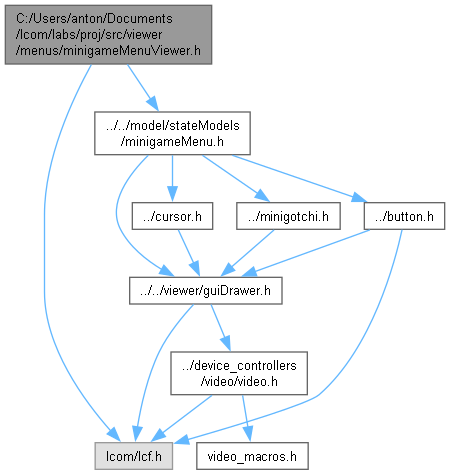 C:/Users/anton/Documents
/lcom/labs/proj/src/viewer
/menus/minigameMenuViewer.h
../../model/stateModels
/minigameMenu.h
../cursor.h
../minigotchi.h
../button.h
../../viewer/guiDrawer.h
../device_controllers
/video/video.h
lcom/lcf.h
video_macros.h